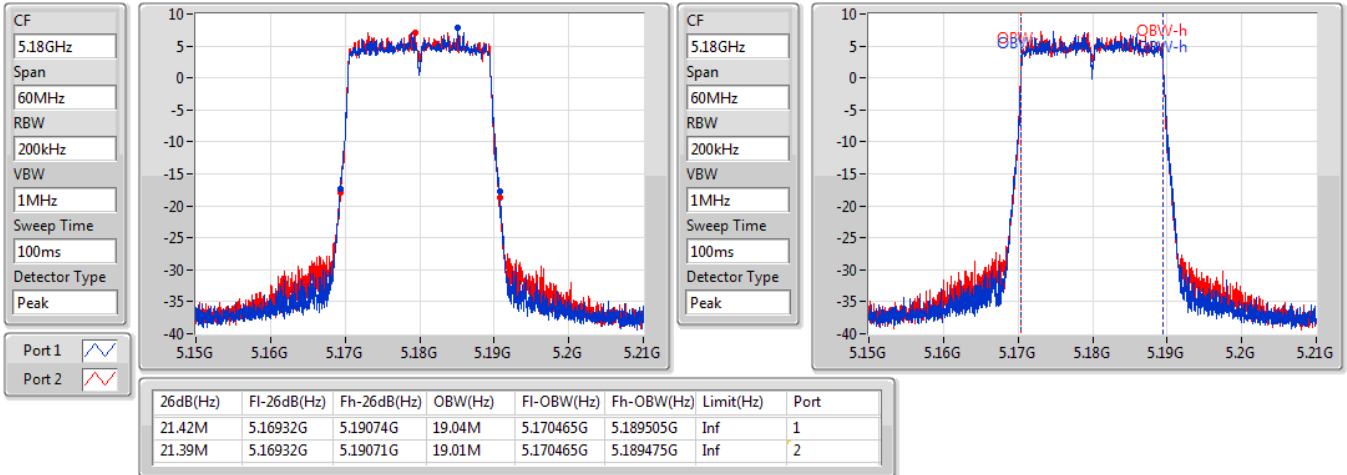 CF
5.18GHz
Span
60MHz
RBW
200kHz
VBW
1MHz
Sweep Time
100ms
Detector Type
Peak
Port 1
Port 2
10
5
0
-5
-10
-15
-20
-25
-30
-35
-40
5.15G 5.16G 5.17G 5.18G 5.19G 5.2G 5.21G
CF
5.18GHz
Span
60MHz
RBW
200kHz
VBW
1MHz
Sweep Time
100ms
Detector Type
Peak
10
5
0
-5
-10
-15
-20
-25
-30
-35
-40
OBW OBW-h
OBW OBW-h
5.15G 5.16G 5.17G 5.18G 5.19G 5.2G 5.21G
26dB(Hz) Fl-26dB(Hz) Fh-26dB(Hz) OBW(Hz) Fl-OBW(Hz) Fh-OBW(Hz) Limit(Hz) Port
21.42M 5.16932G 5.19074G 19.04M 5.170465G 5.189505G Inf 1
21.39M 5.16932G 5.19071G 19.01M 5.170465G 5.189475G Inf 2